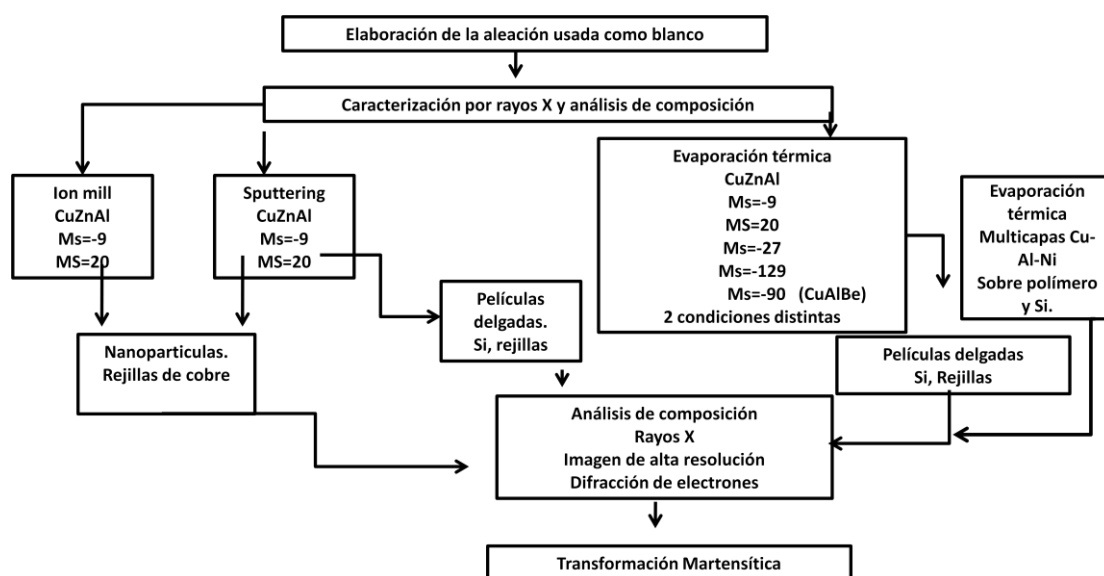 Elaboración de la aleación usada como blanco
Caracterización por rayos X y análisis de composición
Ion mill
CuZnAl
Ms=-9
MS=20
Sputtering
CuZnAl
Ms=-9
MS=20
Evaporación térmica
CuZnAl
Ms=-9
MS=20
Ms=-27
Ms=-129
Ms=-90 (CuAlBe)
2 condiciones distintas
Evaporación
térmica
Multicapas Cu-
Al-Ni
Sobre polímero
y Si.
Películas
delgadas.
Si, rejillas
Nanoparticulas.
Rejillas de cobre
Películas delgadas
Si, Rejillas
Análisis de composición
Rayos X
Imagen de alta resolución
Difracción de electrones
Transformación Martensítica